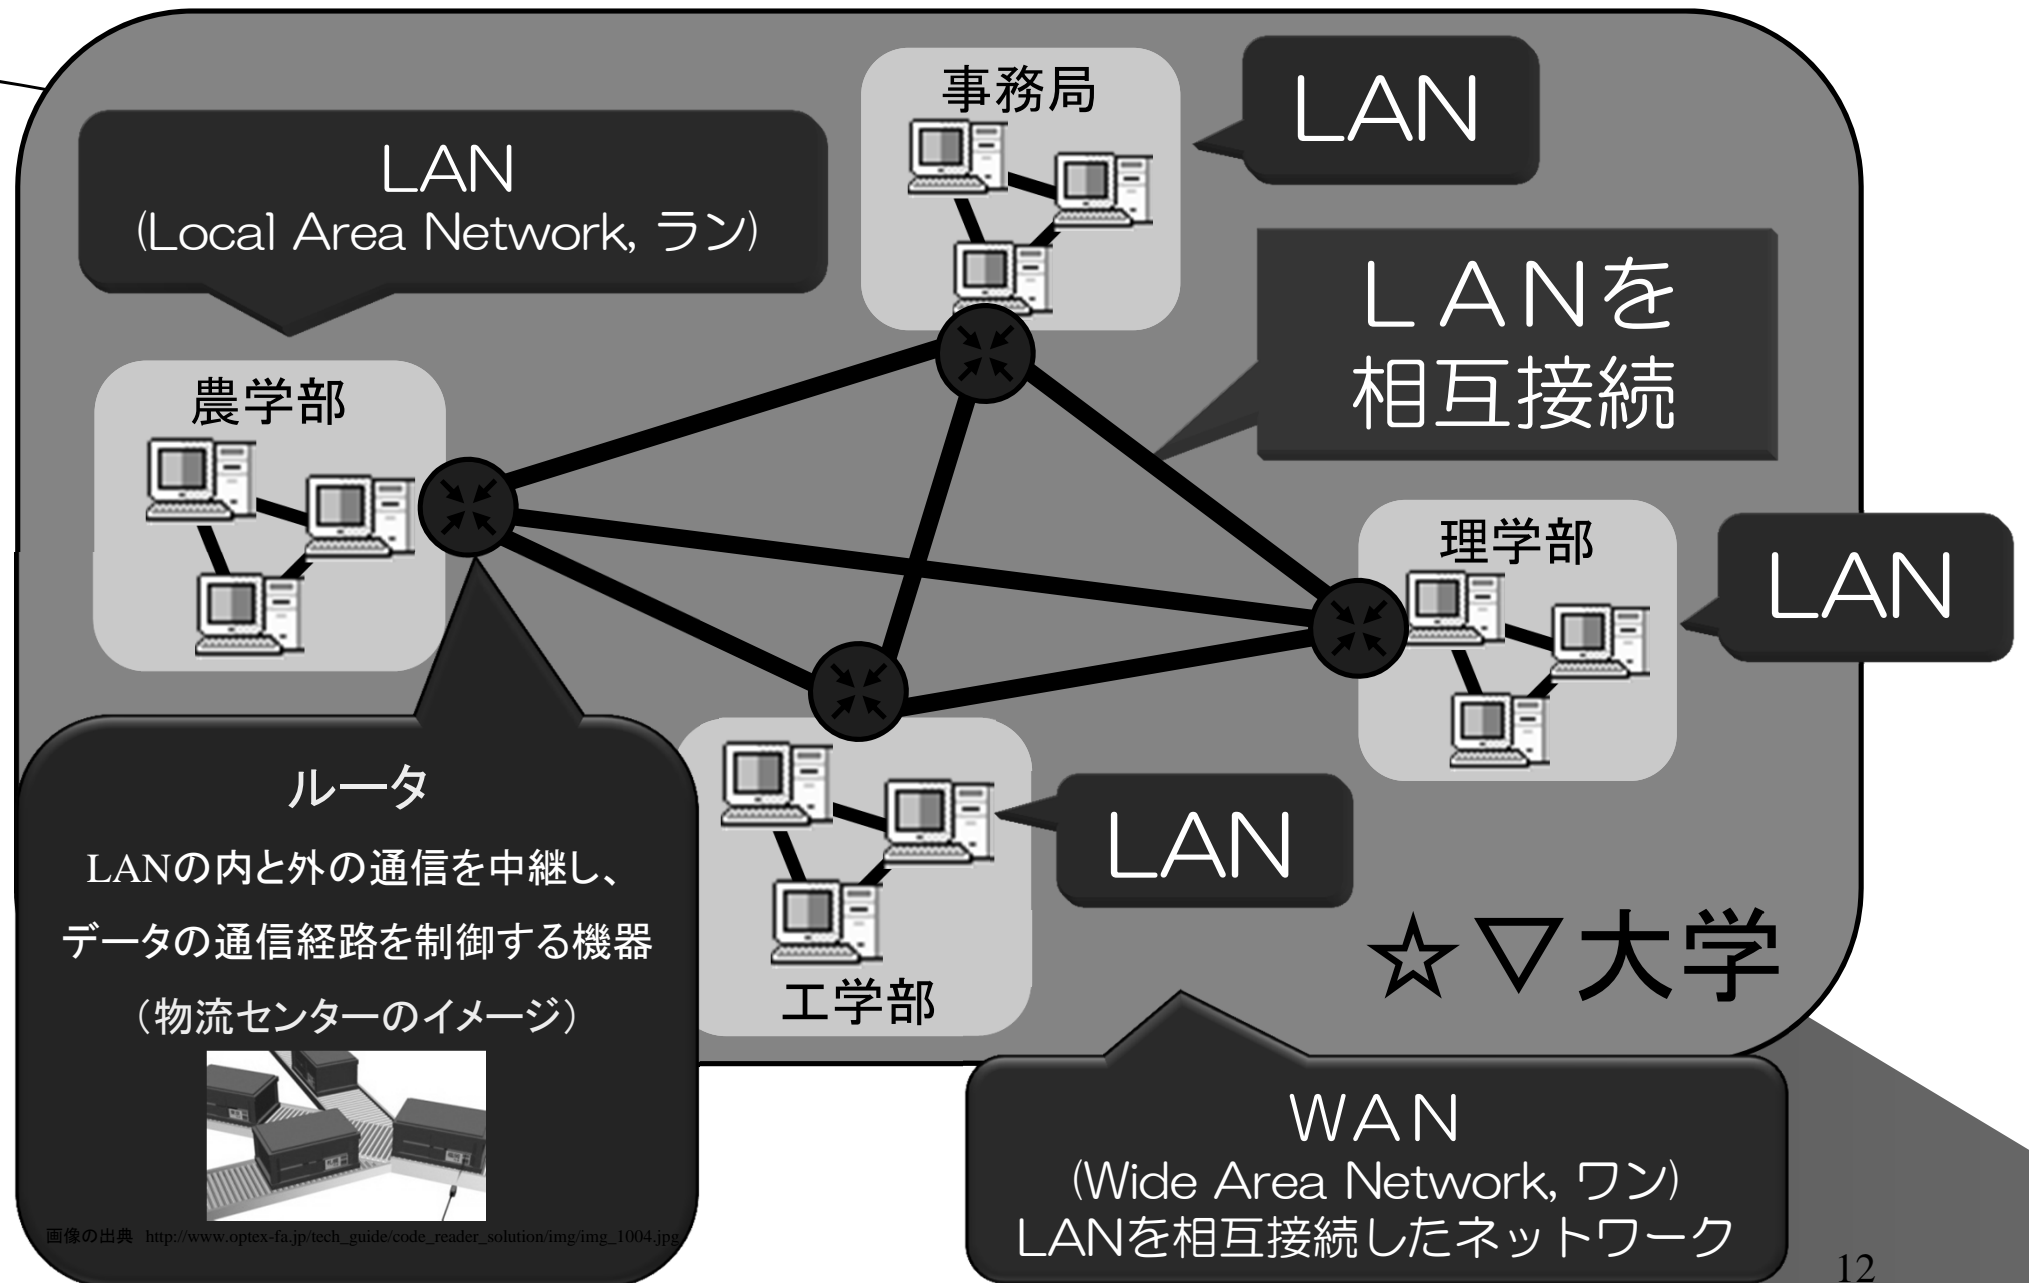 事務局
LAN
LAN
(Local Area Network, ラン)
ＬＡＮを
相互接続
農学部
理学部
LAN
ルータ
LANの内と外の通信を中継し、
データの通信経路を制御する機器
（物流センターのイメージ）
LAN
工学部
☆▽大学
ＷＡＮ
(Wide Area Network, ワン)
LANを相互接続したネットワーク
画像の出典 http://www.optex-fa.jp/tech_guide/code_reader_solution/img/img_1004.jpg
12